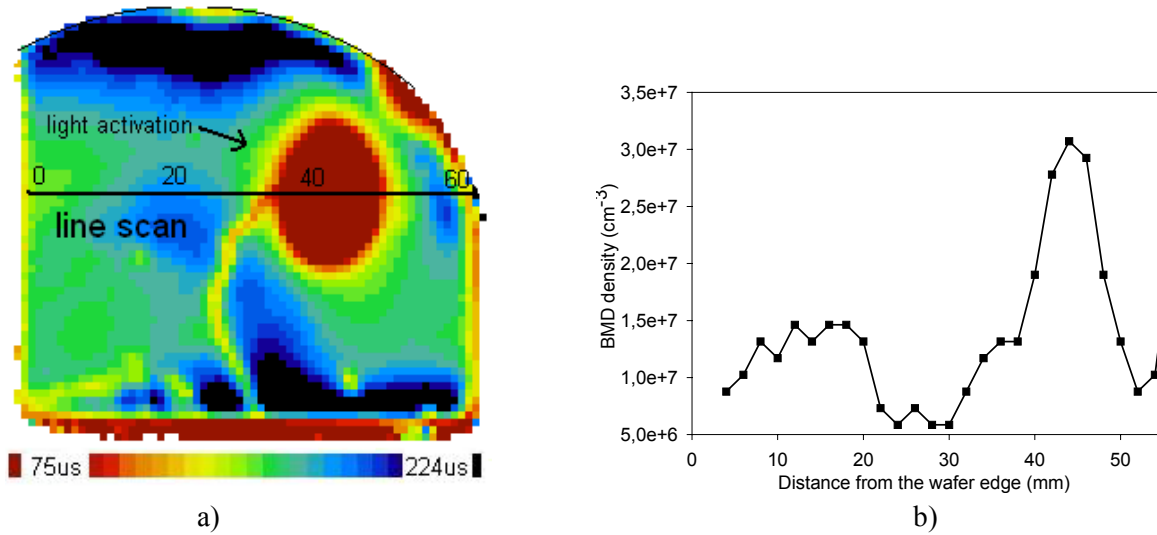 light activation
0 20 40 60
line scan
75us 224us
a)
BMD density (cm⁻³)
3,5e+7
3,0e+7
2,5e+7
2,0e+7
1,5e+7
1,0e+7
5,0e+6
0 10 20 30 40 50
Distance from the wafer edge (mm)
b)